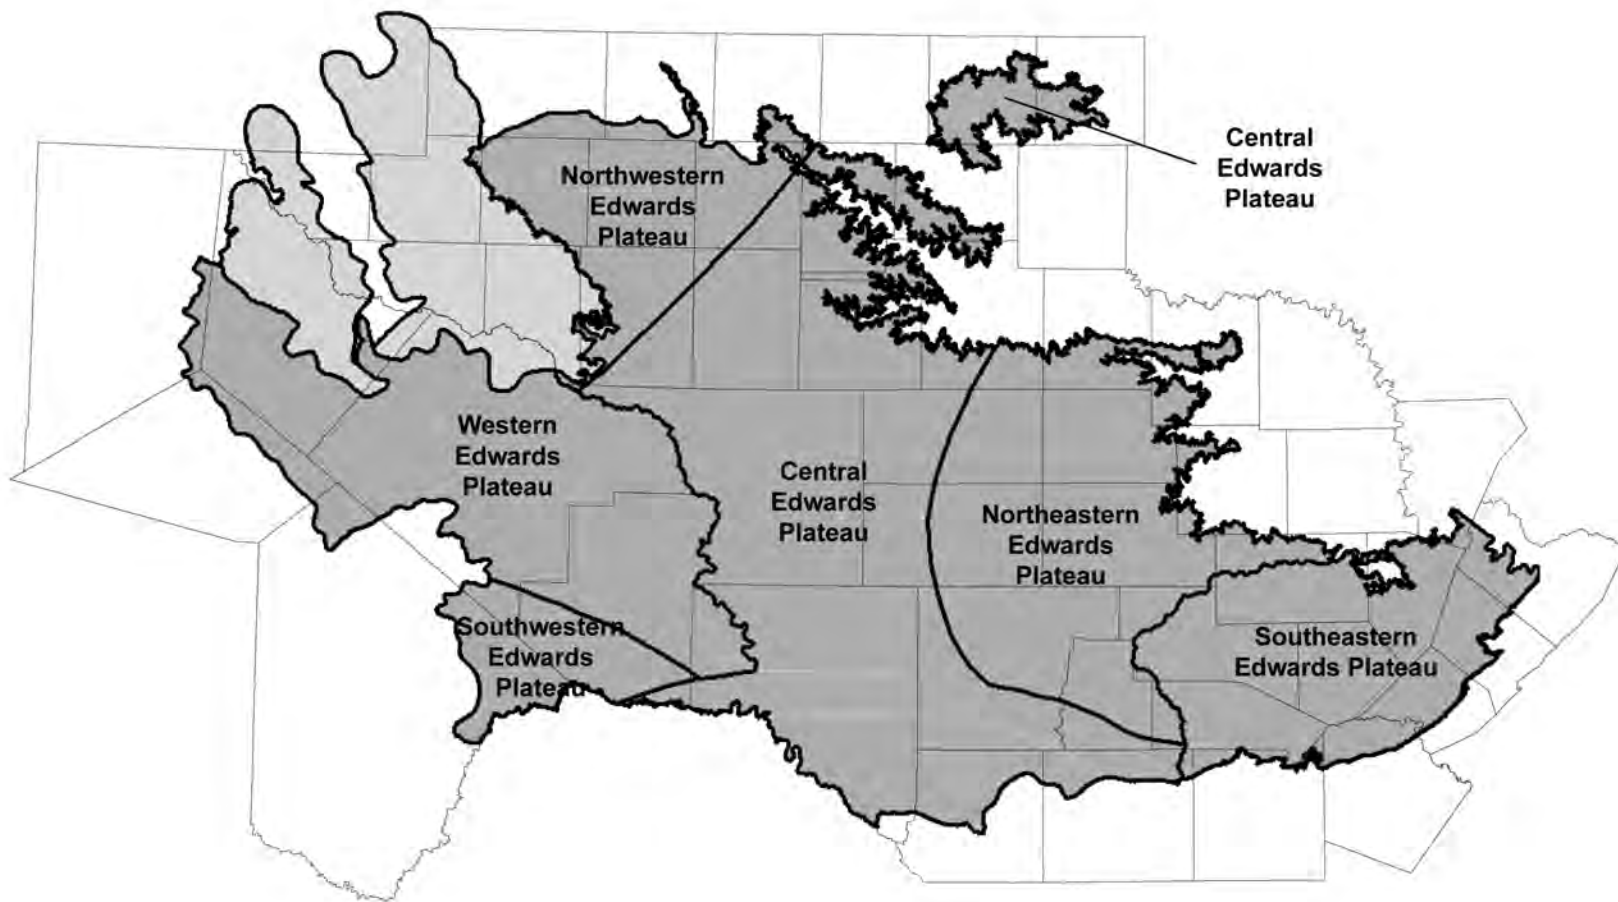 Central
Edwards
Plateau
Northwestern
Edwards
Plateau
Western
Edwards
Plateau
Central
Edwards
Plateau
Northeastern
Edwards
Plateau
Southwestern
Edwards
Plateau
Southeastern
Edwards Plateau